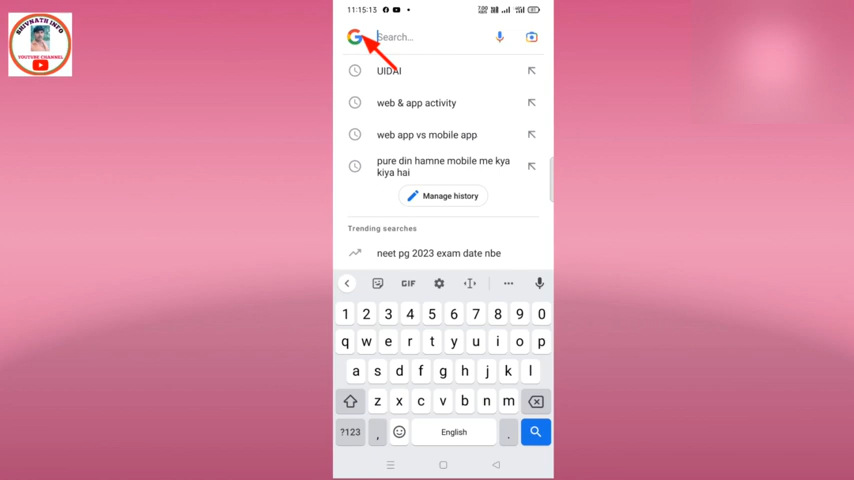 SHIVNATH INFO
YOUTUBE CHANNEL
11:15:13
Search...
UIDAI
web & app activity
web app vs mobile app
pure din hamne mobile me kya
kiya hai
Manage history
Trending searches
neet pg 2023 exam date nbe
GIF
1 2 3 4 5 6 7 8 9 0
q w e r t y u i o p
a s d f g h j k l
z x c v b n m
?123 , English .